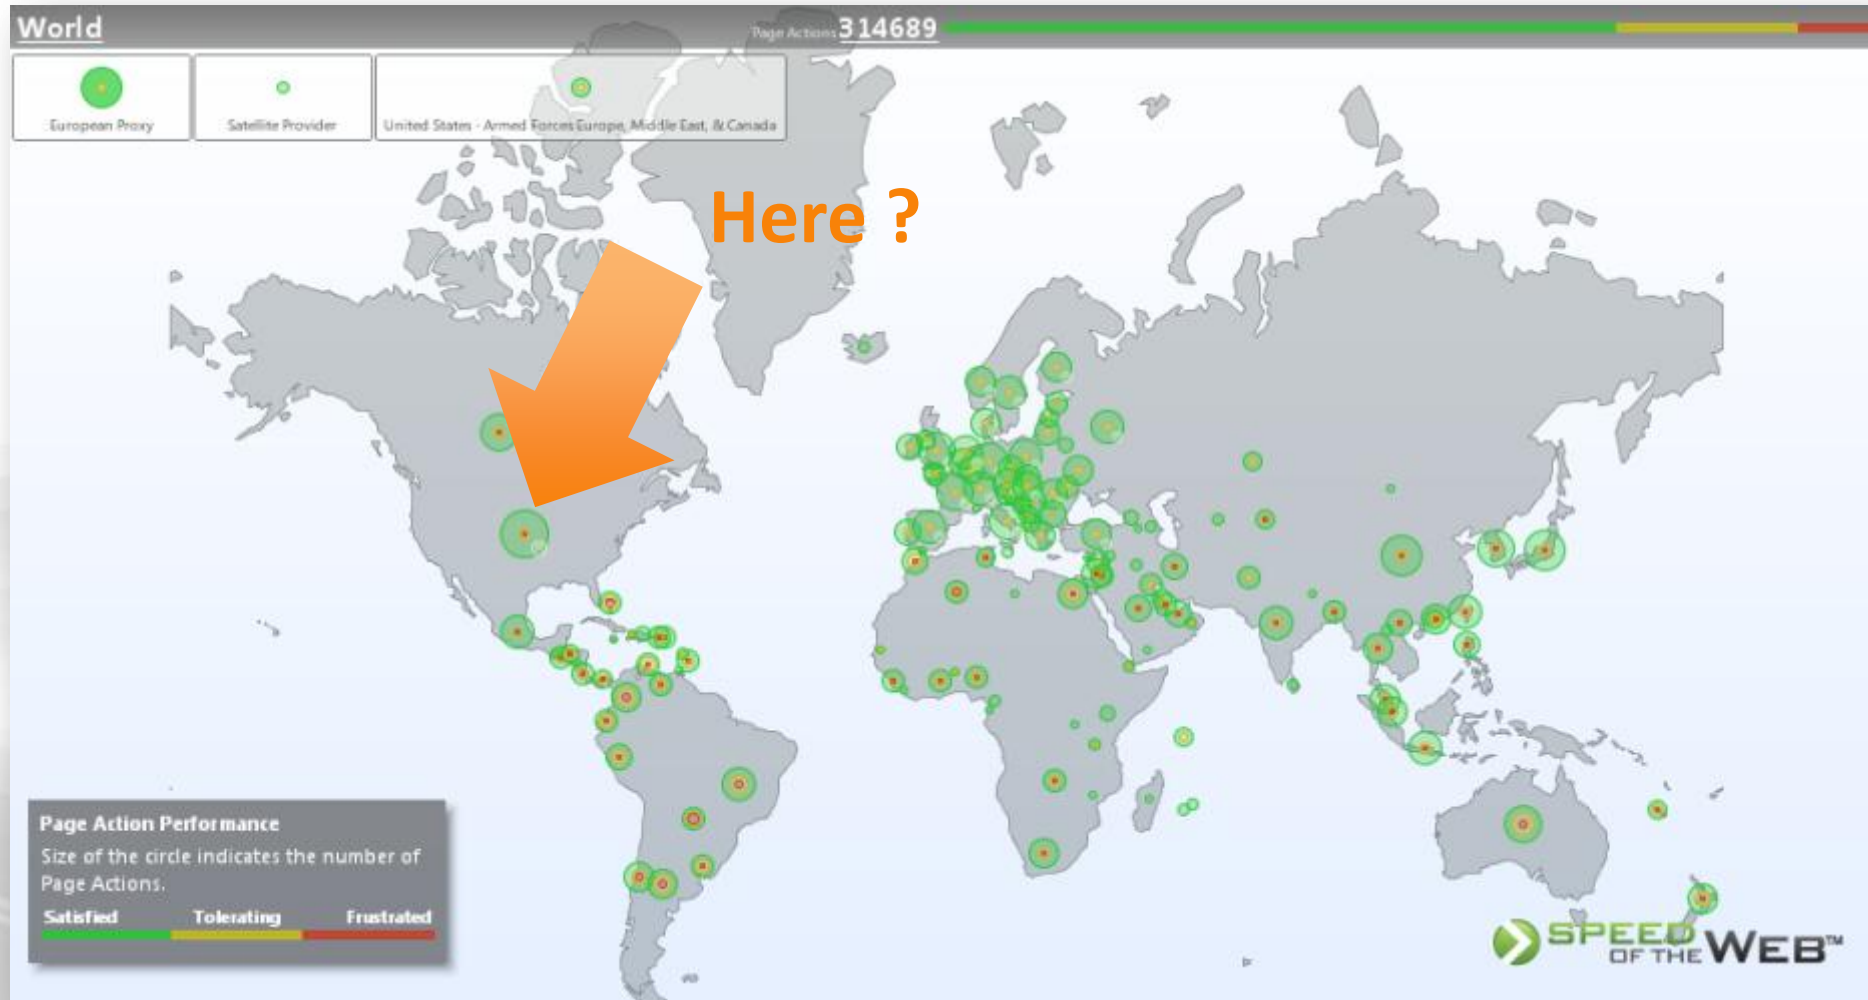 World
Page Actions 314689
European Proxy
Satellite Provider
United States - Armed Forces Europe, Middle East, & Canada
Here ?
Page Action Performance
Size of the circle indicates the number of
Page Actions.
Satisfied Tolerating Frustrated
SPEED
OF THE WEB™